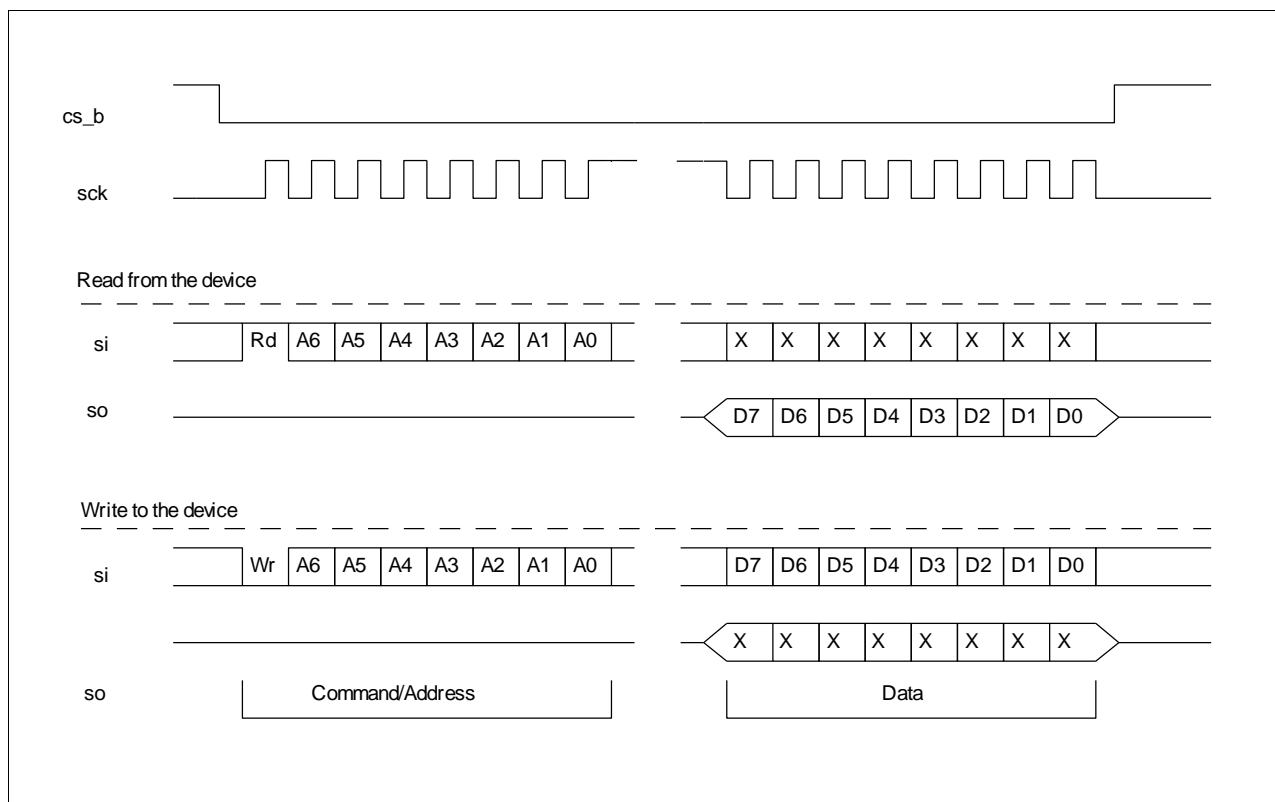 cs_b
sck
Read from the device
si Rd A6 A5 A4 A3 A2 A1 A0 X X X X X X X X
so D7 D6 D5 D4 D3 D2 D1 D0
Write to the device
si Wr A6 A5 A4 A3 A2 A1 A0 D7 D6 D5 D4 D3 D2 D1 D0
X X X X X X X X
so Command/Address Data